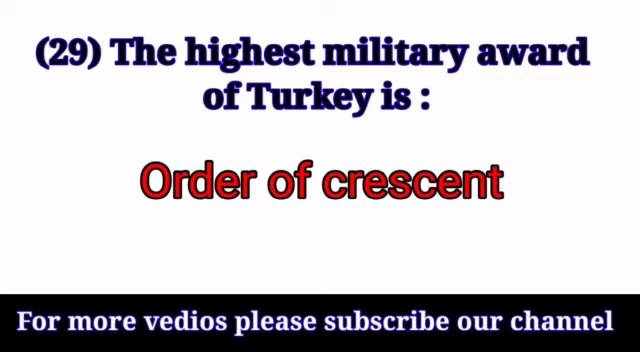 (29) The highest military award
of Turkey is :
Order of crescent
For more vedios please subscribe our channel